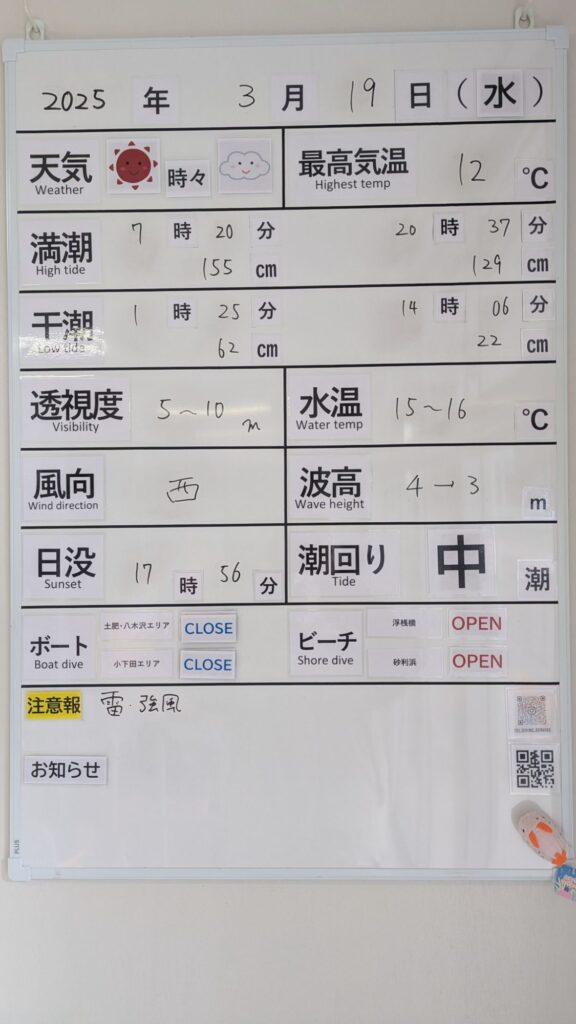 2025 年 3 月 19 日 ( 水 )
天気 時々 最高気温 12 ℃
Weather Highest temp
満潮 7 時 20 分 20 時 37 分
High tide 155 cm 129 cm
干潮 1 時 25 分 14 時 06 分
Low tide 62 cm 22 cm
透視度 5~10 m 水温 15~16 ℃
Visibility Water temp
風向 西 波高 4→3 m
Wind direction Wave height
日没 17 時 56 分 潮回り 中 潮
Sunset Tide
ボート 土肥・八木沢エリア CLOSE ビーチ 浮桟橋 OPEN
Boat dive 小下田エリア CLOSE Shore dive 砂利浜 OPEN
注意報 雷・強風
お知らせ
PLUS